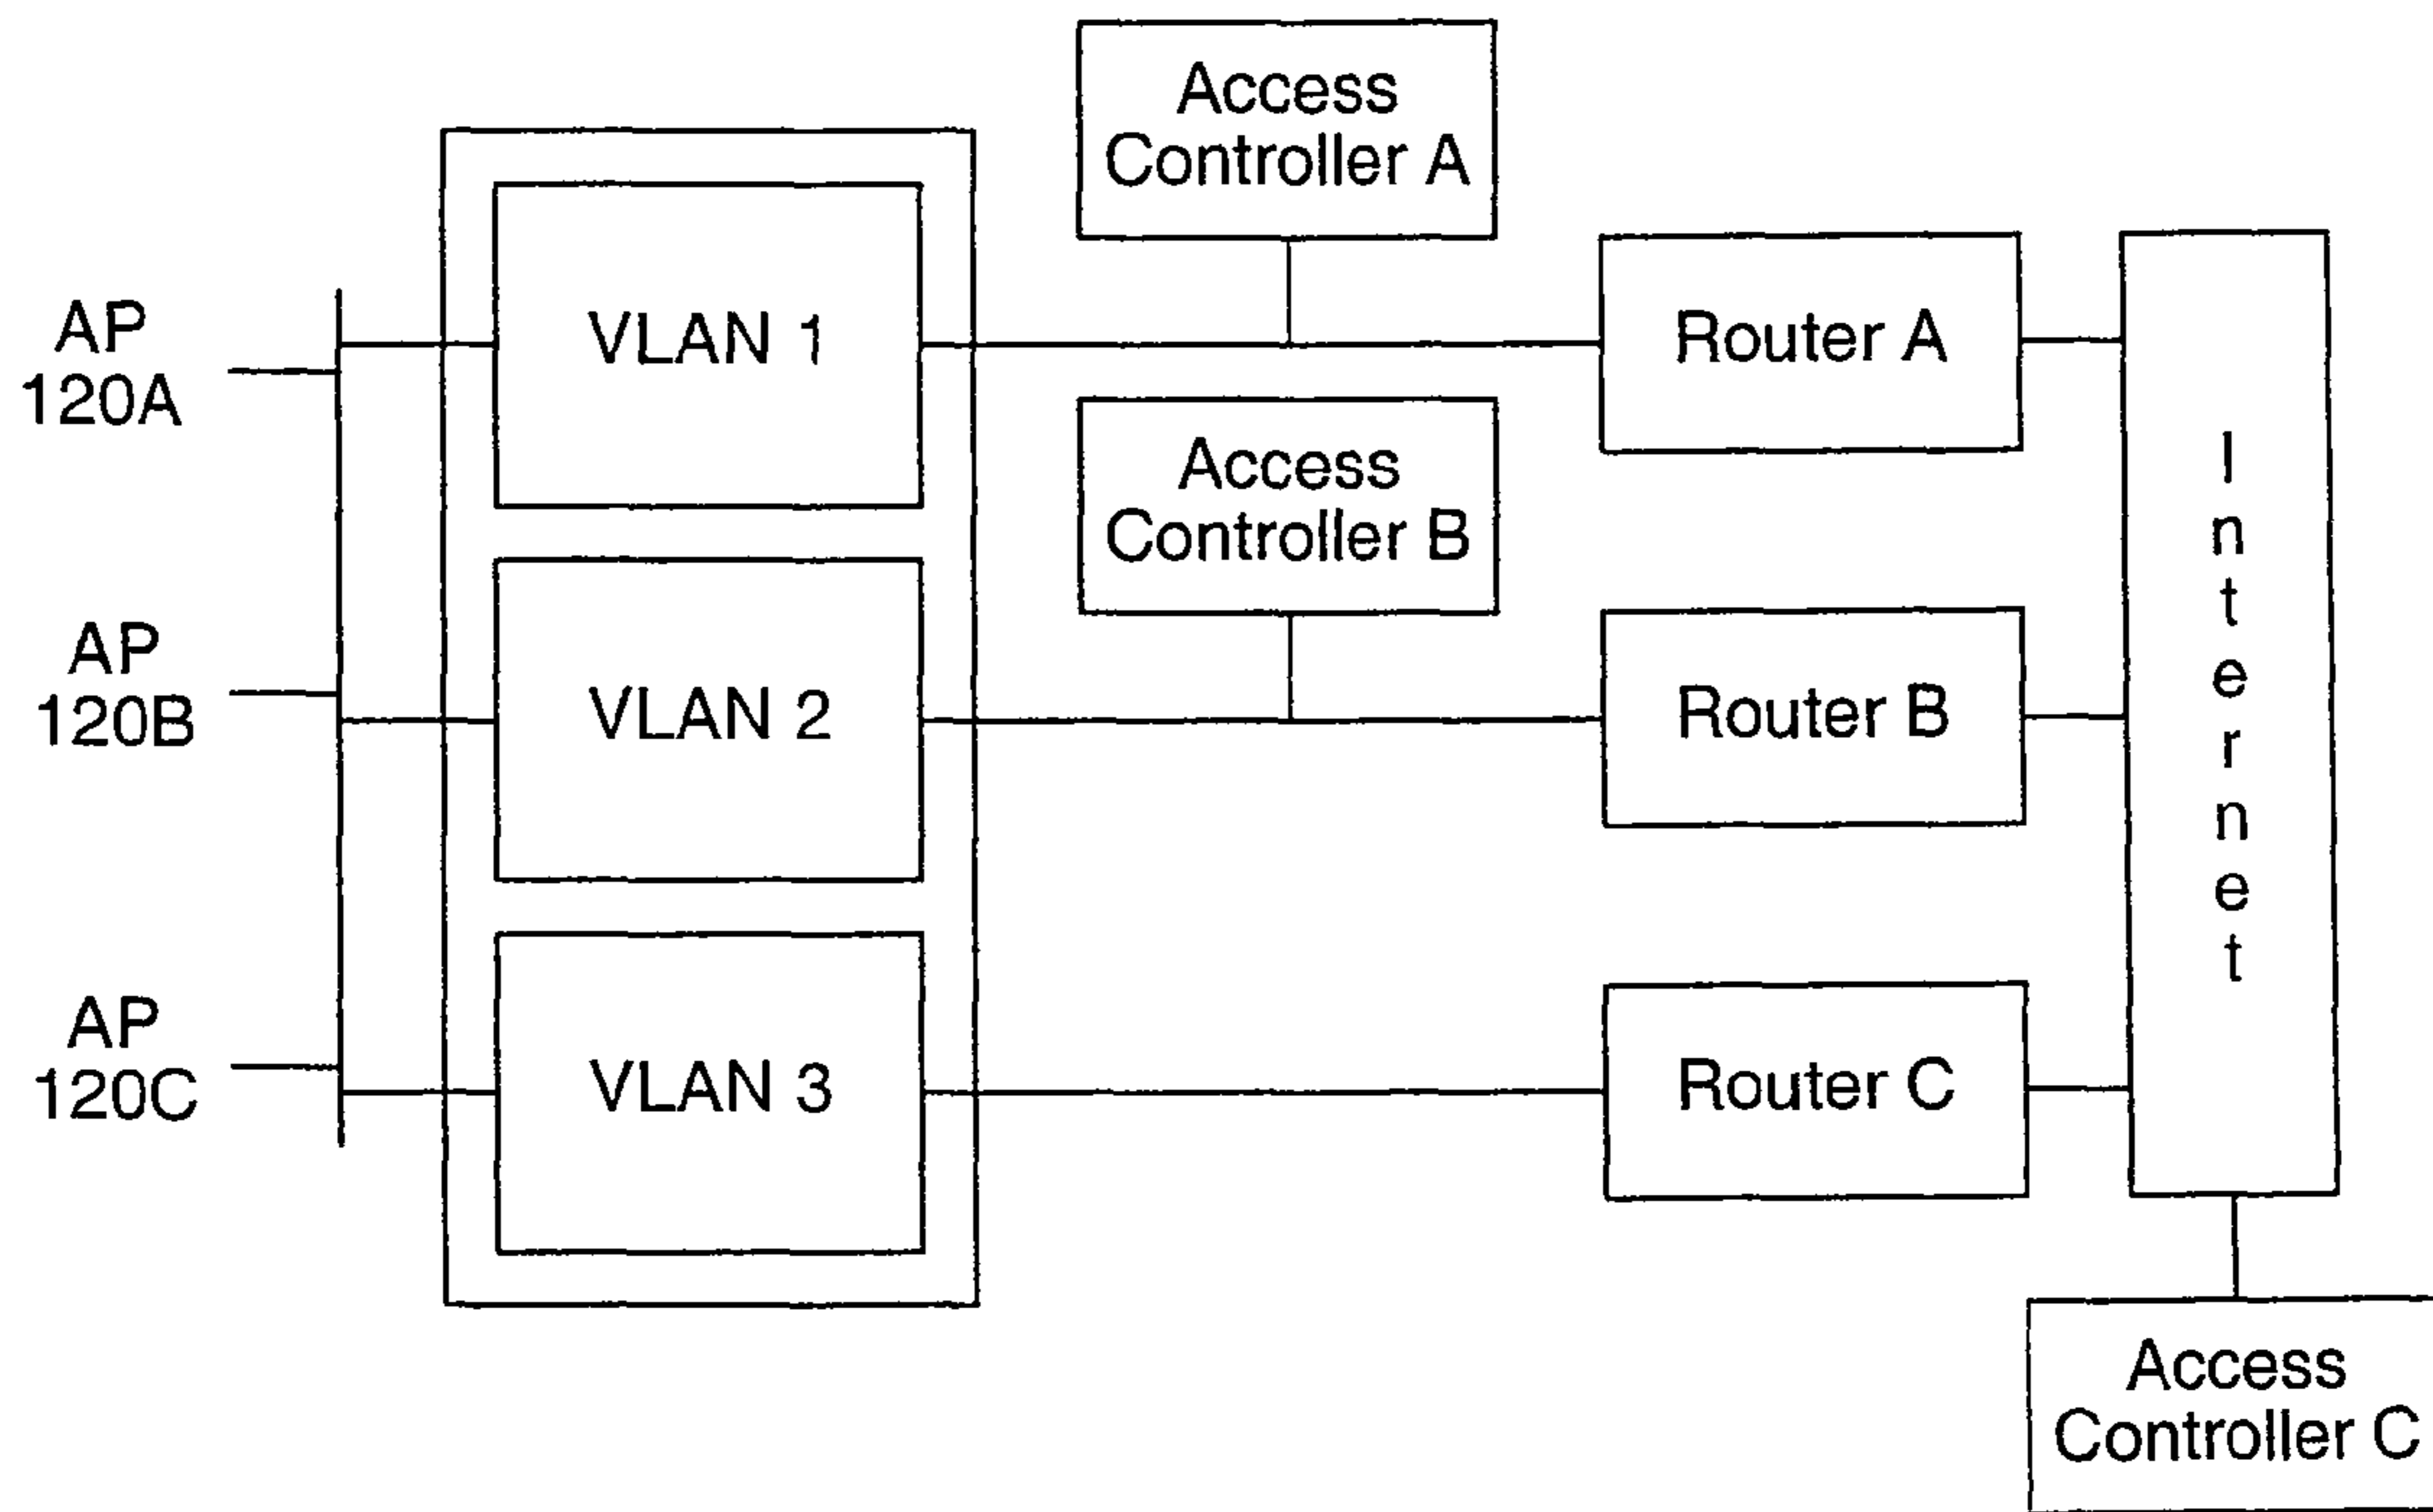 Access
Controller A
AP
120A
VLAN 1
Router A
Access
Controller B
AP
120B
VLAN 2
Router B
Internet
AP
120C
VLAN 3
Router C
Access
Controller C